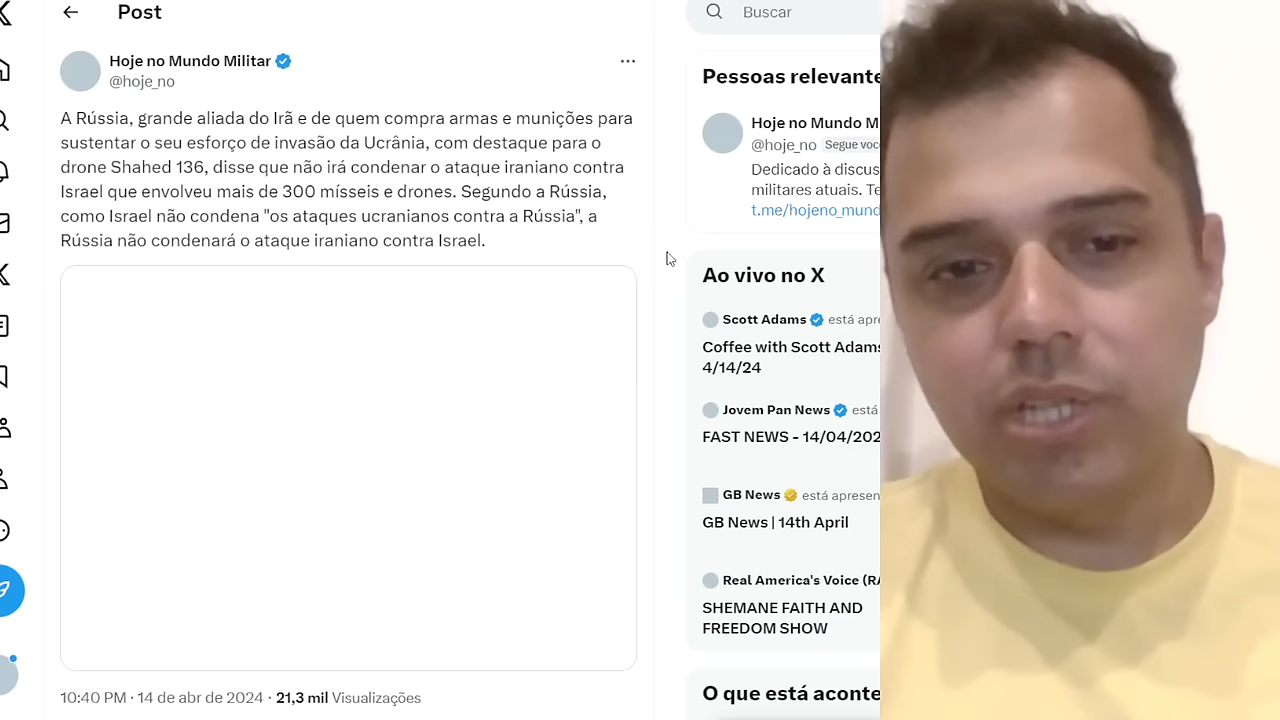 Post
Hoje no Mundo Militar
@hoje_no
A Rússia, grande aliada do Irã e de quem compra armas e munições para
sustentar o seu esforço de invasão da Ucrânia, com destaque para o
drone Shahed 136, disse que não irá condenar o ataque iraniano contra
Israel que envolveu mais de 300 mísseis e drones. Segundo a Rússia,
como Israel não condena "os ataques ucranianos contra a Rússia", a
Rússia não condenará o ataque iraniano contra Israel.
10:40 PM · 14 de abr de 2024 · 21,3 mil Visualizações
Buscar
Pessoas relevante
Hoje no Mundo M
@hoje_no Segue voc
Dedicado à discus
militares atuais. Te
t.me/hojeno_mund
Ao vivo no X
Scott Adams está apre
Coffee with Scott Adams
4/14/24
Jovem Pan News está
FAST NEWS - 14/04/202
GB News está apresen
GB News | 14th April
Real America's Voice (RA
SHEMANE FAITH AND
FREEDOM SHOW
O que está aconte